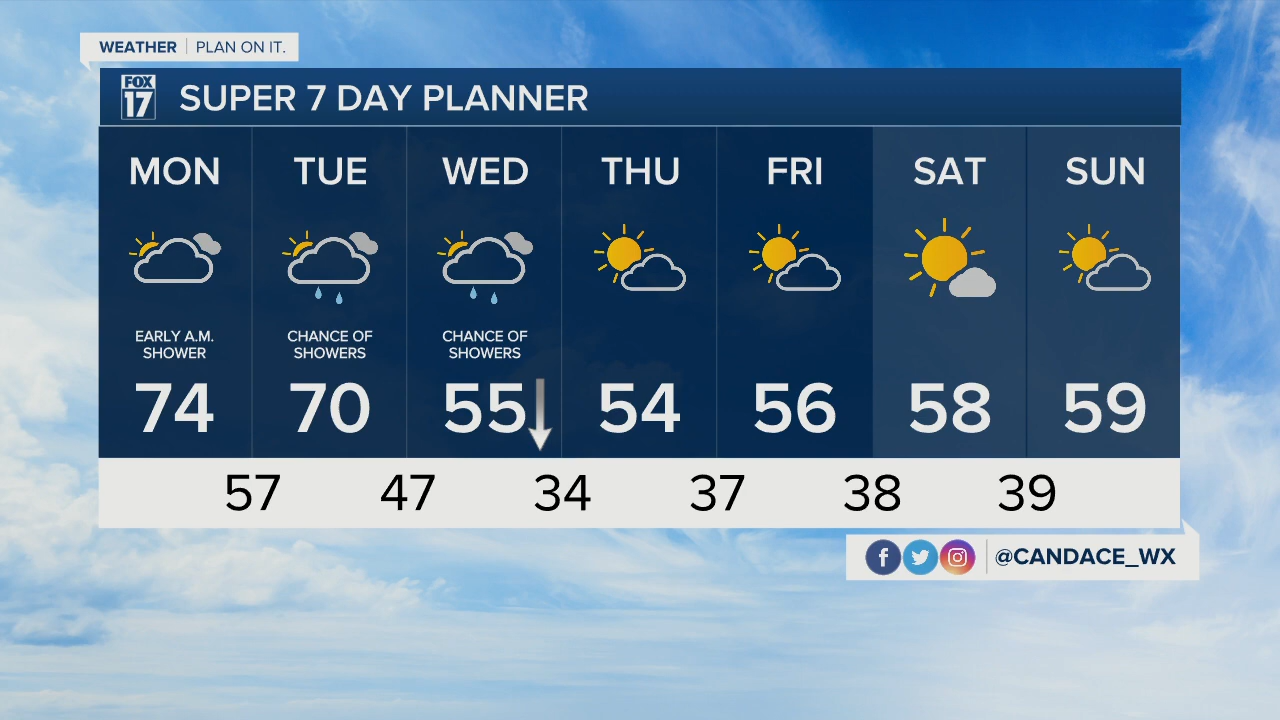 WEATHER | PLAN ON IT.
FOX
17
SUPER 7 DAY PLANNER
MON TUE WED THU FRI SAT SUN
EARLY A.M. SHOWER
CHANCE OF SHOWERS
CHANCE OF SHOWERS
74 70 55 54 56 58 59
57 47 34 37 38 39
@CANDACE_WX